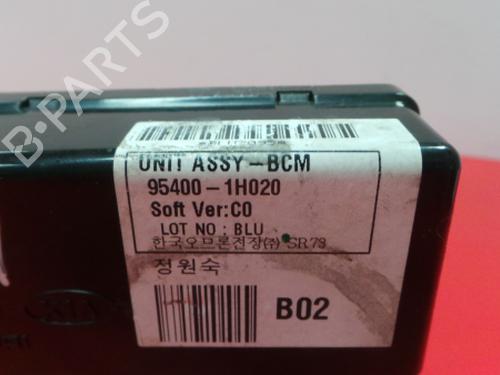 B·PARTS
UNIT ASSY-BCM
95400-1H020
Soft Ver:C0
LOT NO : BLU
한국오므론전장㈜ SR78
정원숙
B02
KIA